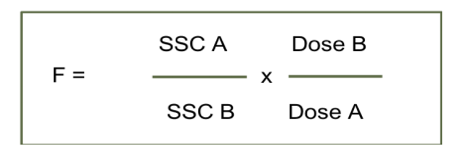 SSC A Dose B
F = x
SSC B Dose A